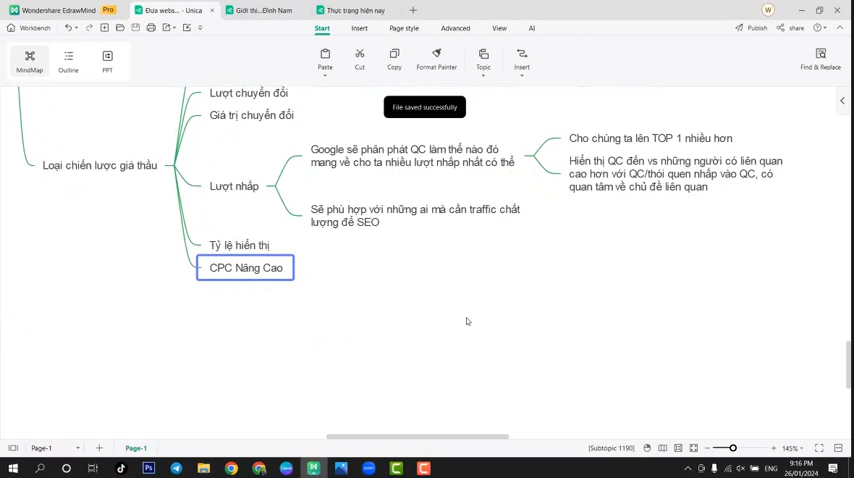 Wondershare EdrawMind Pro
Đưa webs... - Unica
Giới thi...Đình Nam
Thực trạng hiện nay
W
Workbench
Start
Insert
Page style
Advanced
View
AI
Publish
share
MindMap
Outline
PPT
Paste
Cut
Copy
Format Painter
Topic
Insert
Find & Replace
File saved successfully
Lượt chuyển đổi
Giá trị chuyển đổi
Loại chiến lược giá thầu
Lượt nhấp
Google sẽ phân phát QC làm thế nào đó
mang về cho ta nhiều lượt nhấp nhất có thể
Cho chúng ta lên TOP 1 nhiều hơn
Hiển thị QC đến vs những người có liên quan
cao hơn với QC/thói quen nhấp vào QC, có
quan tâm về chủ đề liên quan
Sẽ phù hợp với những ai mà cần traffic chất
lượng để SEO
Tỷ lệ hiển thị
CPC Nâng Cao
Page-1
Page-1
[Subtopic 1190]
145%
ENG
9:16 PM
26/01/2024